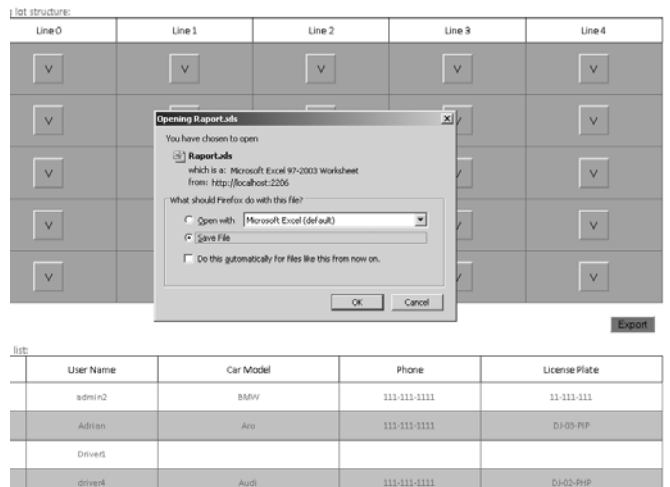 g lot structure:
Line 0 Line 1 Line 2 Line 3 Line 4
V V V V V
V V
Opening Raport.xls
You have chosen to open
Raport.xls
which is a: Microsoft Excel 97-2003 Worksheet
from: http://localhost:2206
What should Firefox do with this file?
Open with Microsoft Excel (default)
Save File
Do this automatically for files like this from now on.
OK Cancel
V V
V V
V V
Export
list:
User Name Car Model Phone License Plate
admin2 BMW 111-111-1111 11-111-111
Adrian Aro 111-111-1111 DJ-03-PIP
Driver1
driver4 Audi 111-111-1111 DJ-02-PHP